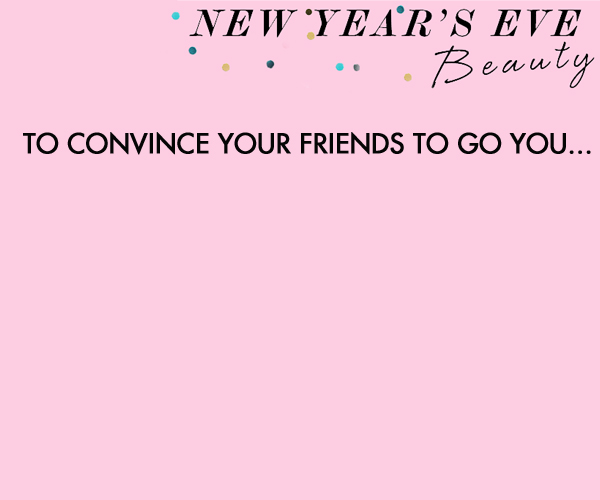 NEW YEAR'S EVE
Beauty
TO CONVINCE YOUR FRIENDS TO GO YOU...